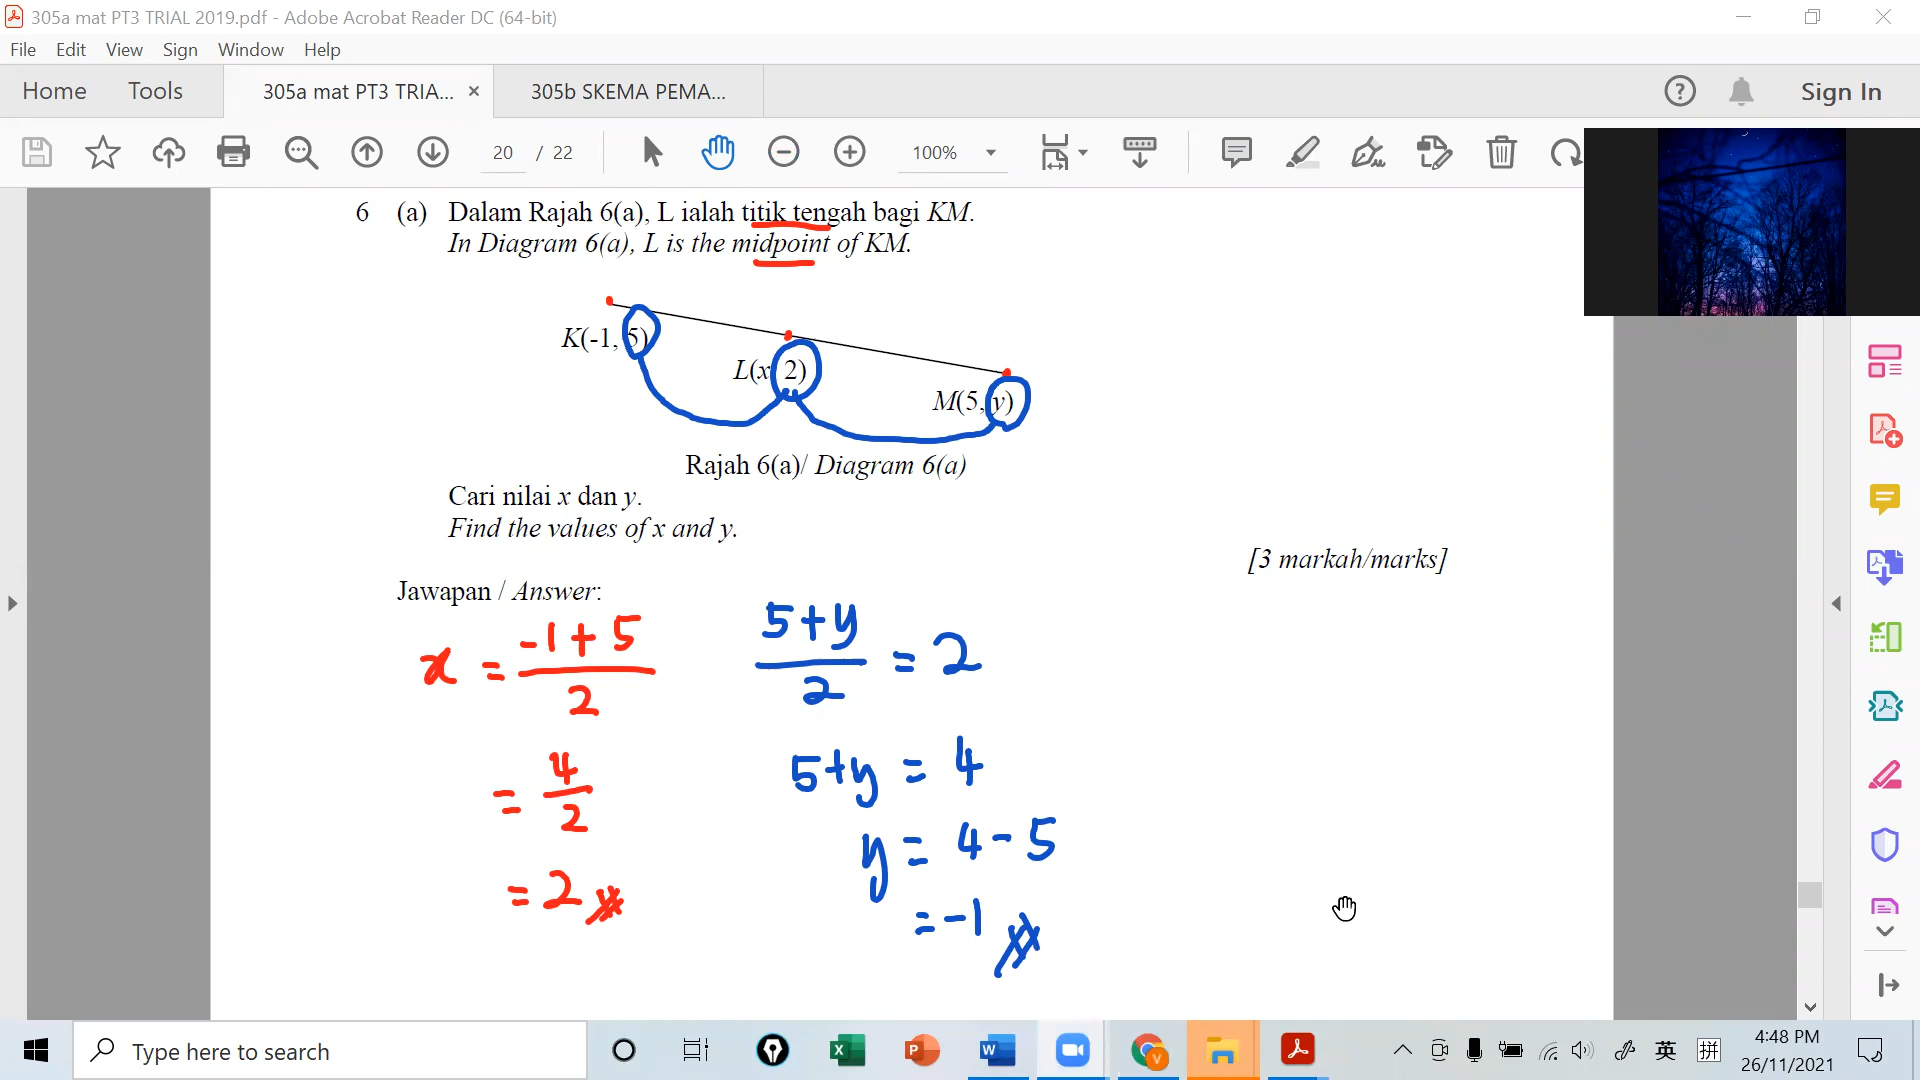 305a mat PT3 TRIAL 2019.pdf - Adobe Acrobat Reader DC (64-bit)
File Edit View Sign Window Help
Home Tools 305a mat PT3 TRIA... × 305b SKEMA PEMA... Sign In
20 / 22 100%
6 (a) Dalam Rajah 6(a), L ialah titik tengah bagi KM.
In Diagram 6(a), L is the midpoint of KM.
K(-1, 5)
L(x, 2)
M(5, y)
Rajah 6(a)/ Diagram 6(a)
Cari nilai x dan y.
Find the values of x and y.
[3 markah/marks]
Jawapan / Answer:
x = -1 + 5 / 2
= 4 / 2
= 2
5 + y / 2 = 2
5 + y = 4
y = 4 - 5
= -1
Type here to search
英 拼 4:48 PM
26/11/2021